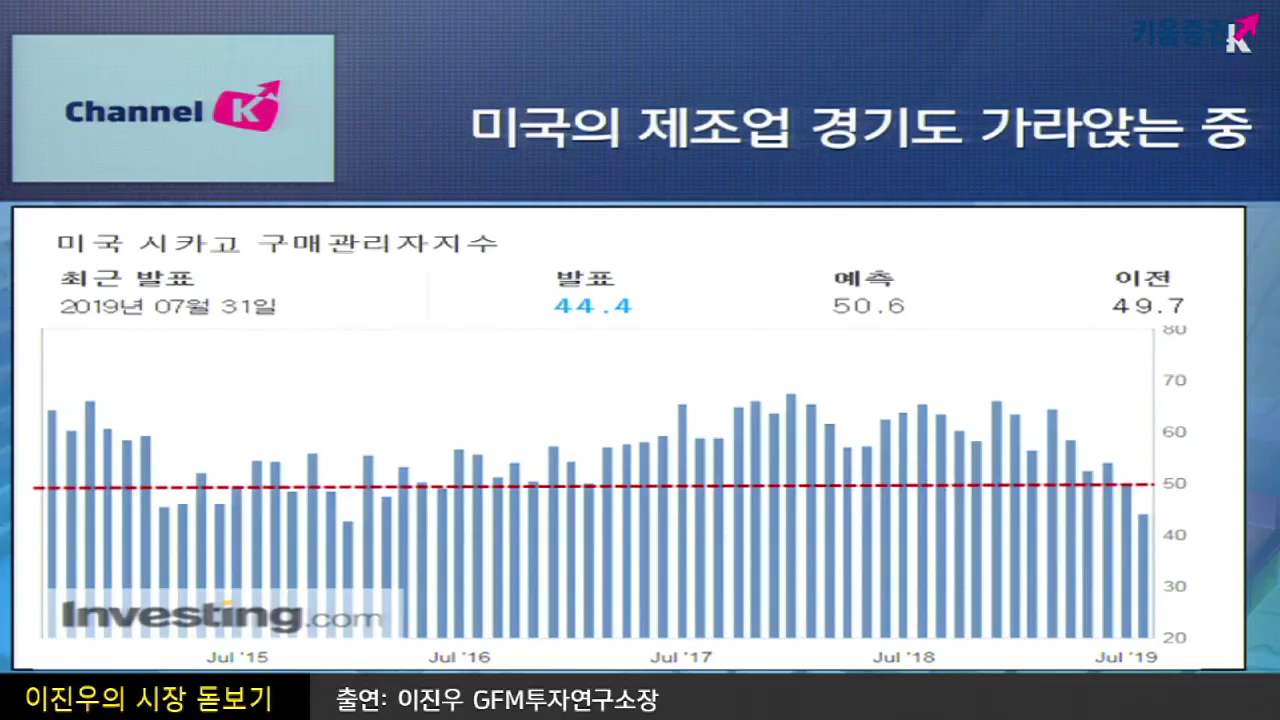 키움증권
K
Channel K
미국의 제조업 경기도 가라앉는 중
미국 시카고 구매관리자지수
최근 발표 발표 예측 이전
2019년 07월 31일 44.4 50.6 49.7
80
70
60
50
40
30
20
Investing.com
Jul '15 Jul '16 Jul '17 Jul '18 Jul '19
이진우의 시장 돋보기 출연: 이진우 GFM투자연구소장